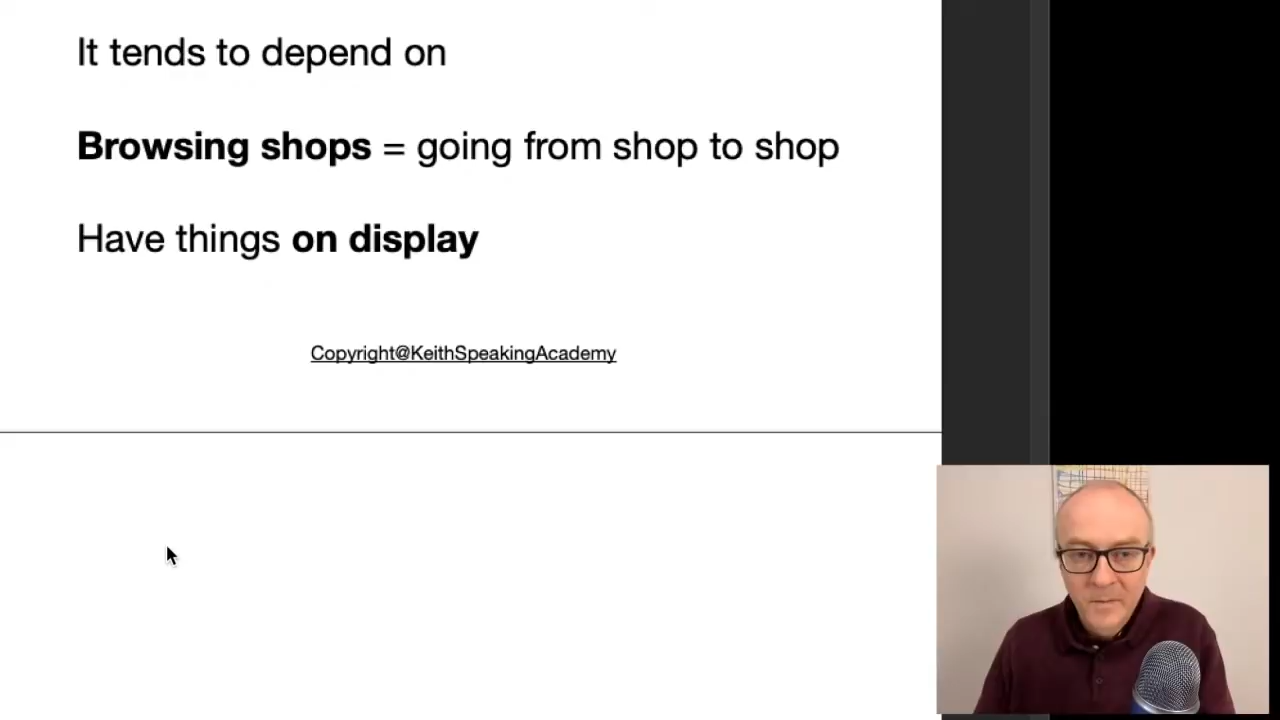 It tends to depend on
Browsing shops = going from shop to shop
Have things on display
Copyright@KeithSpeakingAcademy